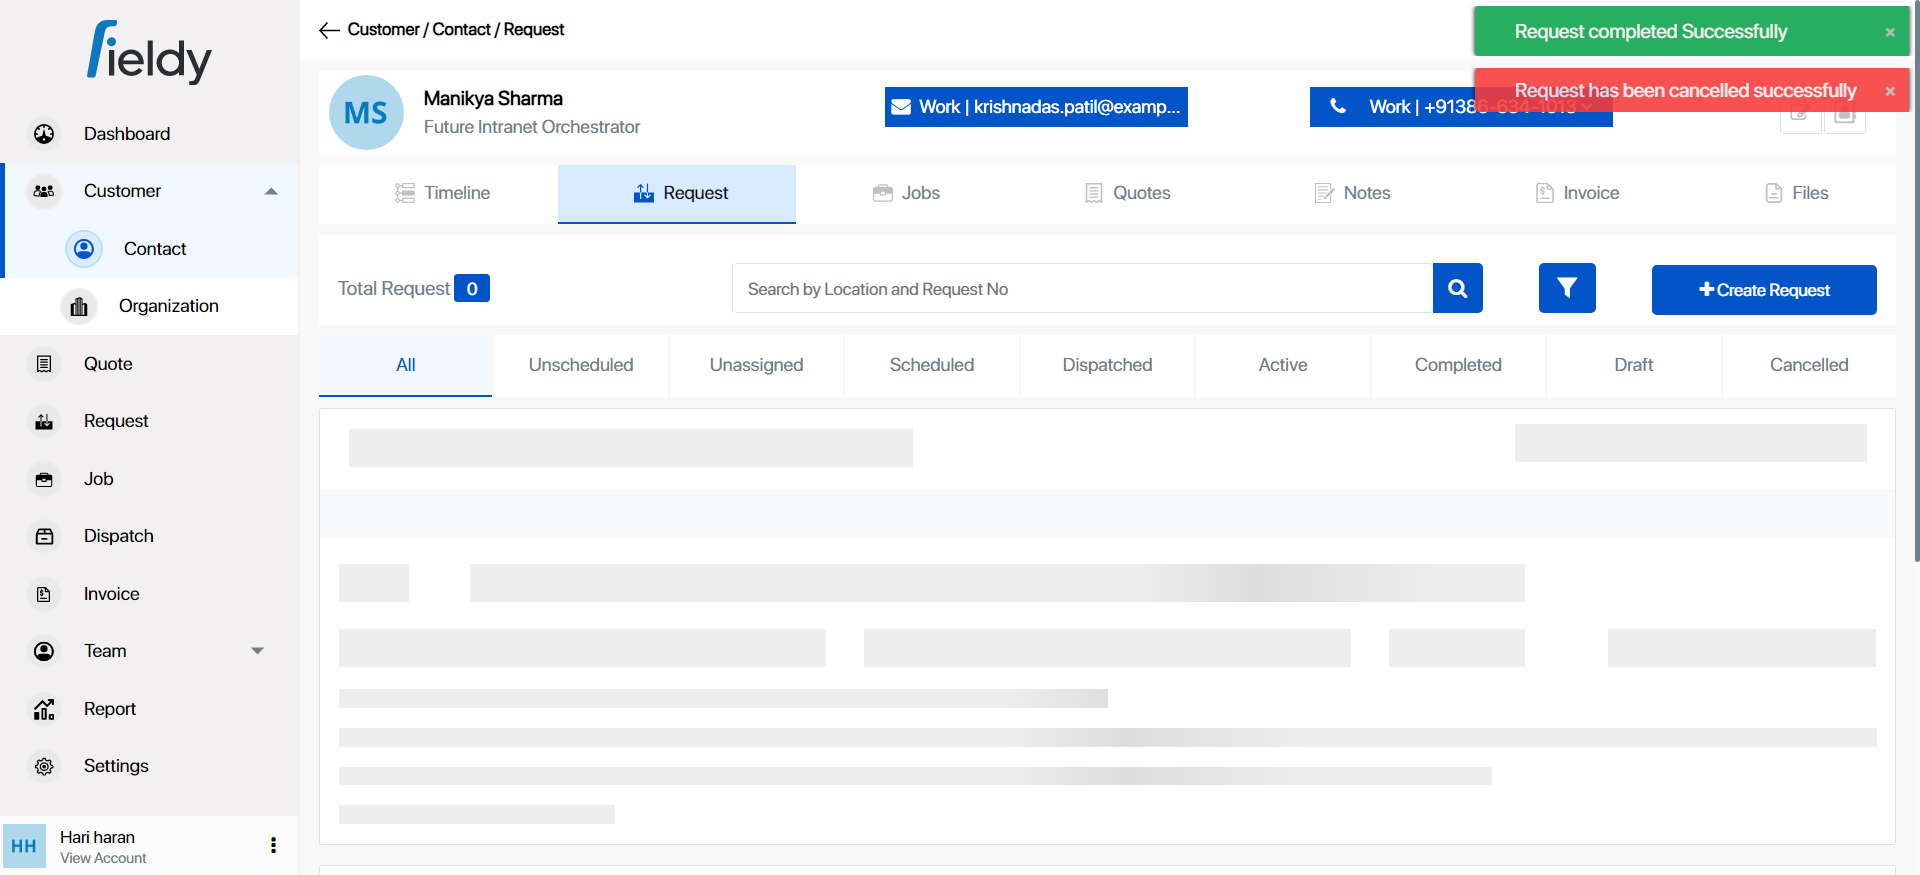 fieldy
Dashboard
Customer
Contact
Organization
Quote
Request
Job
Dispatch
Invoice
Team
Report
Settings
HH
Hari haran
View Account
Customer / Contact / Request
Request completed Successfully ×
Request has been cancelled successfully ×
MS
Manikya Sharma
Future Intranet Orchestrator
Work | krishnadas.patil@examp...
Work | +91386-634-1013
Timeline
Request
Jobs
Quotes
Notes
Invoice
Files
Total Request 0
Search by Location and Request No
Create Request
All
Unscheduled
Unassigned
Scheduled
Dispatched
Active
Completed
Draft
Cancelled